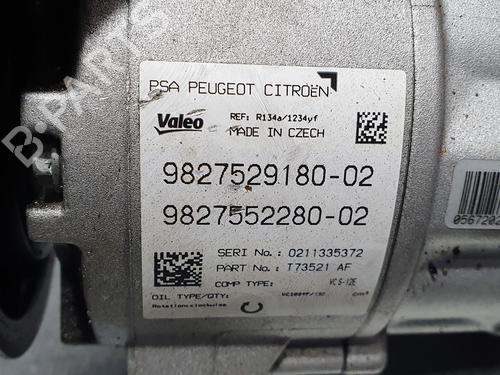 PSA PEUGEOT CITROËN
Valeo
REF: R134a/1234yf
MADE IN CZECH
9827529180-02
9827552280-02
SERI No.: 0211335372
PART No.: T73521 AF
COMP TYPE: VCS-12E
OIL TYPE/QTY:
0567202
B-PARTS